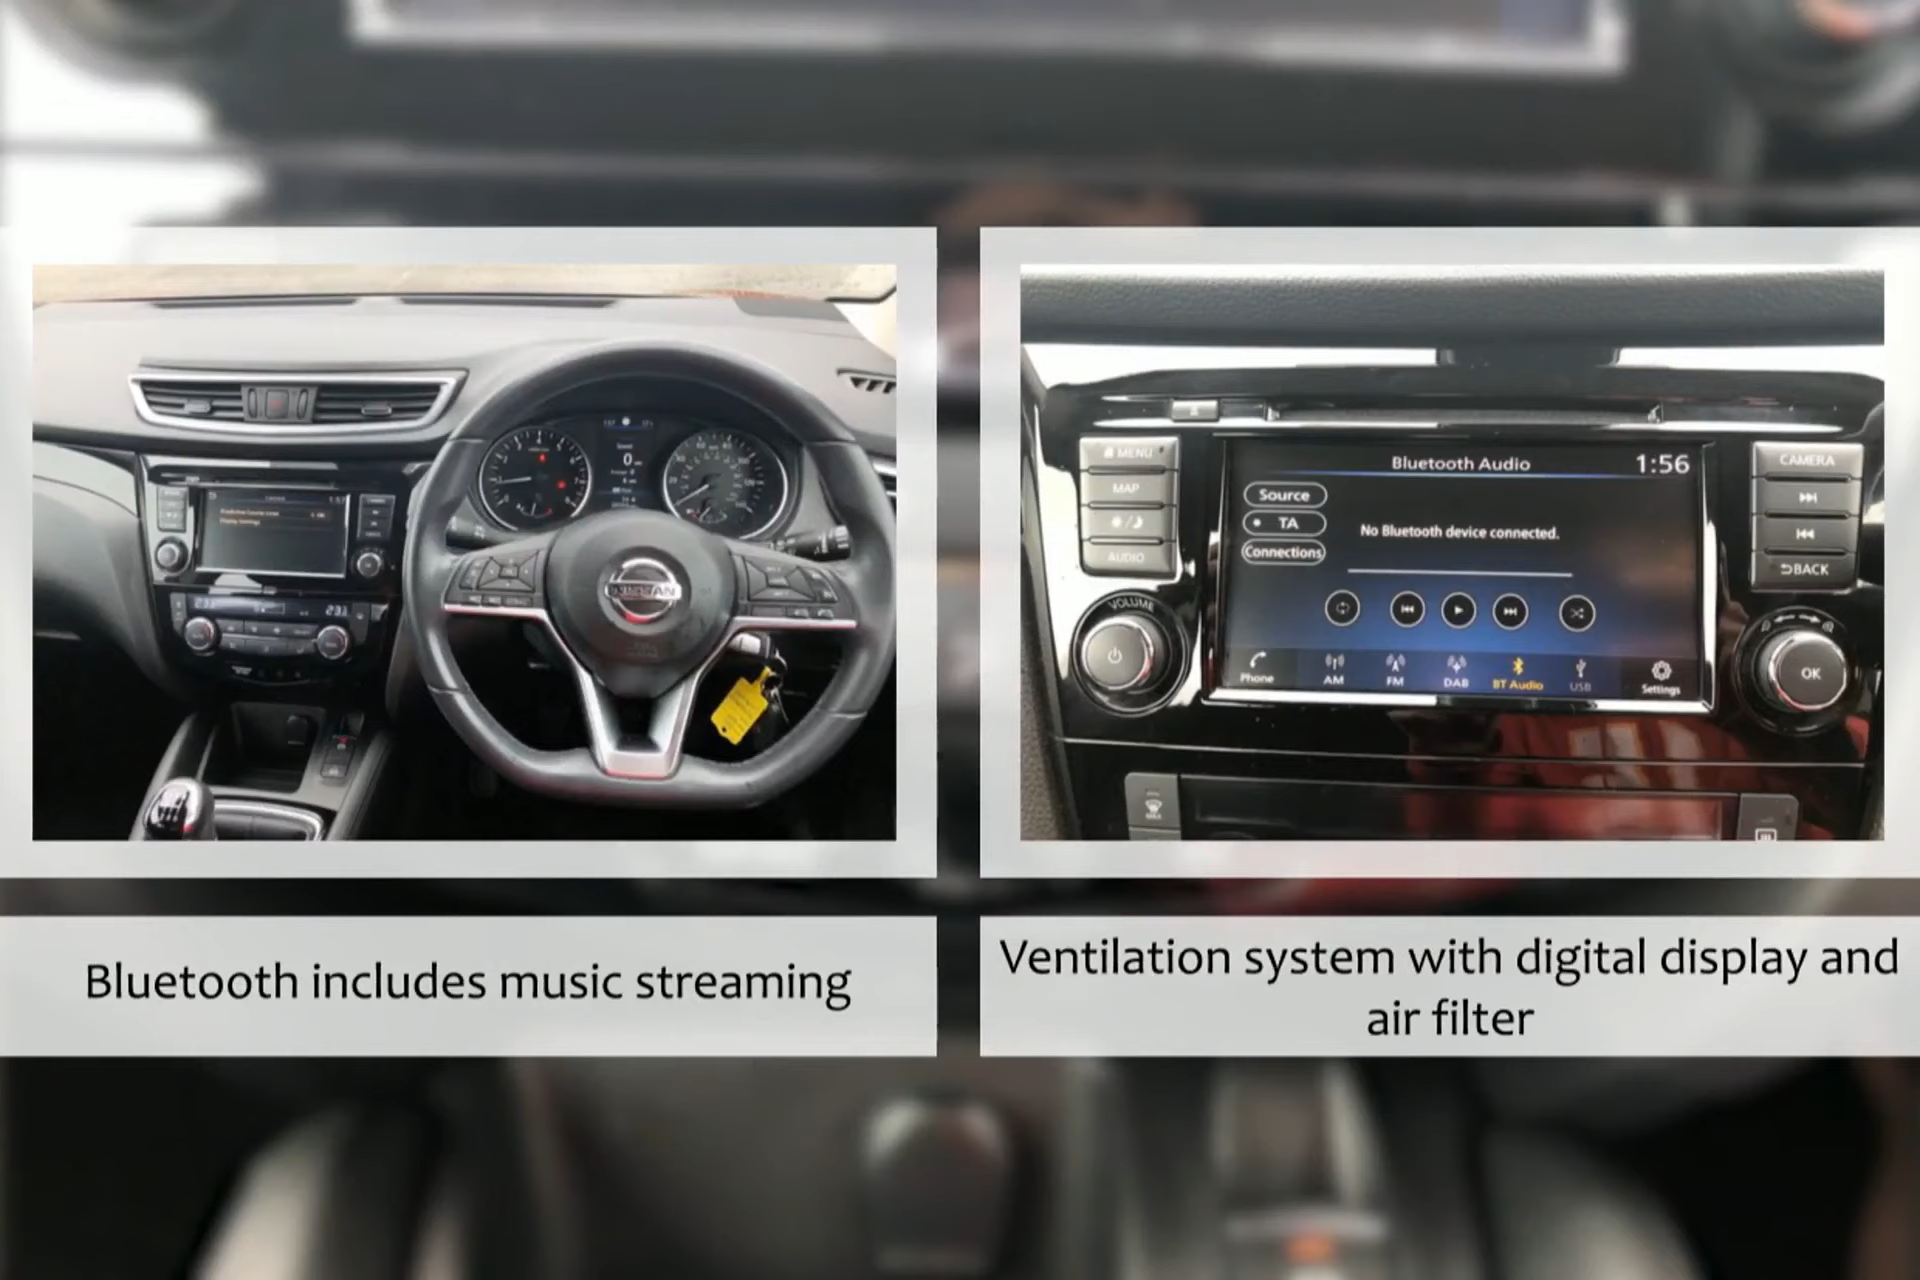 NISSAN
MENU
MAP
AUDIO
VOLUME
Bluetooth Audio
1:56
Source
TA
Connections
No Bluetooth device connected.
Phone
AM
FM
DAB
BT Audio
USB
Settings
CAMERA
BACK
OK
MAX
Bluetooth includes music streaming
Ventilation system with digital display and
air filter